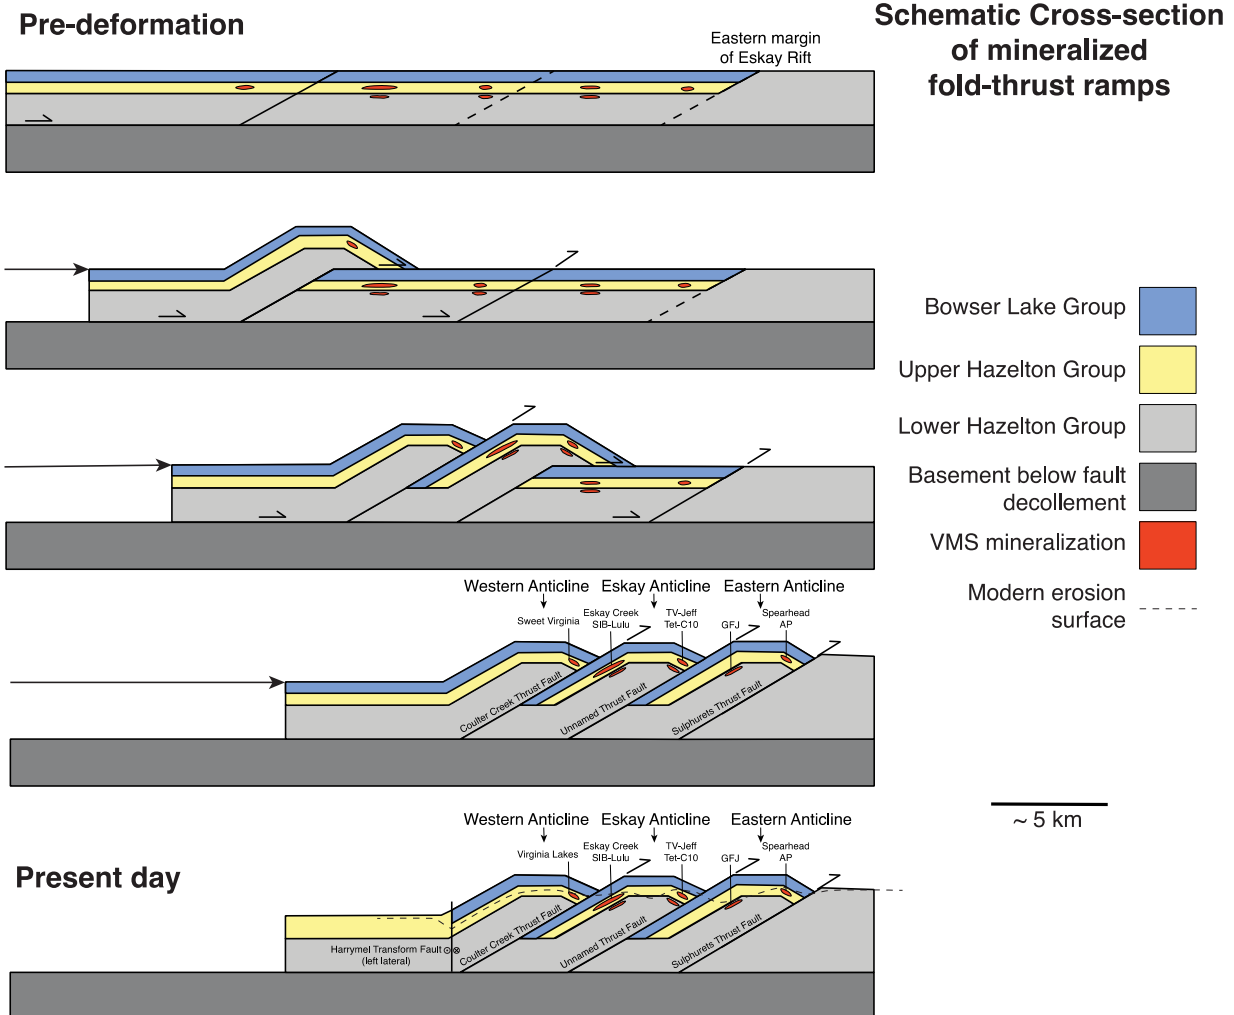 Pre-deformation
Schematic Cross-section
of mineralized
fold-thrust ramps
Eastern margin
of Eskay Rift
Bowser Lake Group
Upper Hazelton Group
Lower Hazelton Group
Basement below fault
decollement
VMS mineralization
Modern erosion
surface
Western Anticline
Eskay Anticline
Eastern Anticline
Sweet Virginia
Eskay Creek
SIB-Lulu
TV-Jeff
Tet-C10
GFJ
Spearhead
AP
Coulter Creek Thrust Fault
Unnamed Thrust Fault
Sulphurets Thrust Fault
~ 5 km
Present day
Western Anticline
Eskay Anticline
Eastern Anticline
Virginia Lakes
Eskay Creek
SIB-Lulu
TV-Jeff
Tet-C10
GFJ
Spearhead
AP
Harrymel Transform Fault
(left lateral)
Coulter Creek Thrust Fault
Unnamed Thrust Fault
Sulphurets Thrust Fault